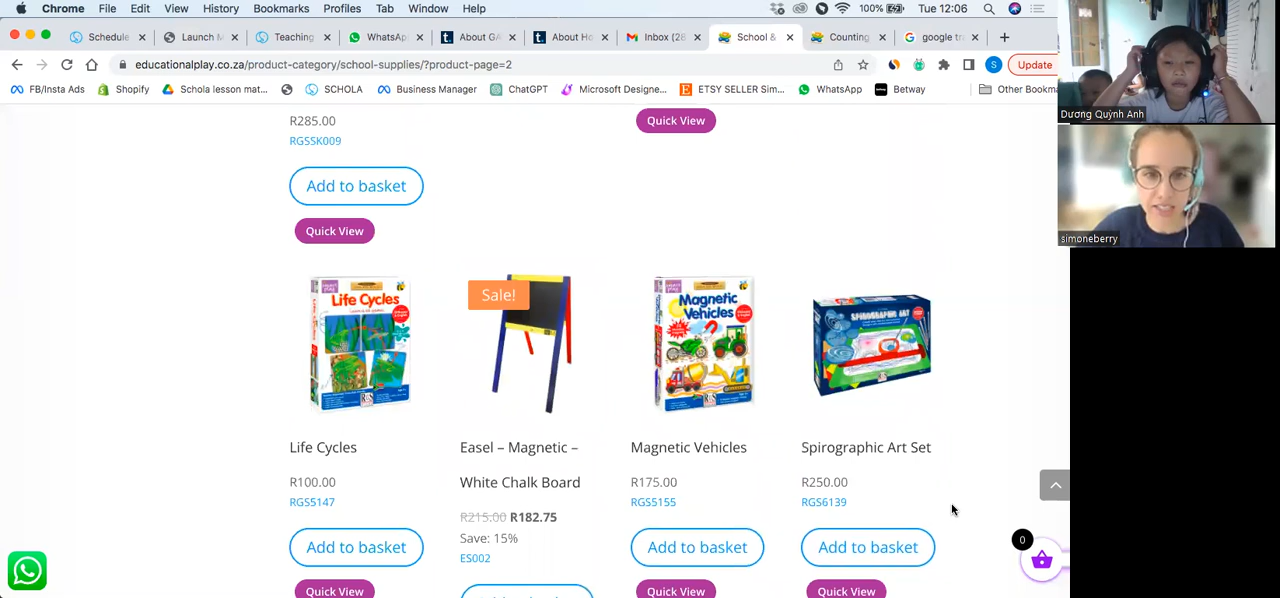 Chrome File Edit View History Bookmarks Profiles Tab Window Help 100% Tue 12:06
Schedule Launch M Teaching WhatsAp About GA About Ho Inbox (28 School & Counting google tr
educationalplay.co.za/product-category/school-supplies/?product-page=2 Update
FB/Insta Ads Shopify Schola lesson mat... SCHOLA Business Manager ChatGPT Microsoft Designe... ETSY SELLER Sim... WhatsApp Betway Other Bookma
Dương Quỳnh Anh
simoneberry
R285.00
RGSSK009
Add to basket
Quick View
Quick View
Life Cycles
Sale!
Magnetic Vehicles
SPIROGRAPHIC ART
Life Cycles
R100.00
RGS5147
Add to basket
Quick View
Easel – Magnetic –
White Chalk Board
R215.00 R182.75
Save: 15%
ES002
Magnetic Vehicles
R175.00
RGS5155
Add to basket
Quick View
Spirographic Art Set
R250.00
RGS6139
Add to basket
Quick View
0